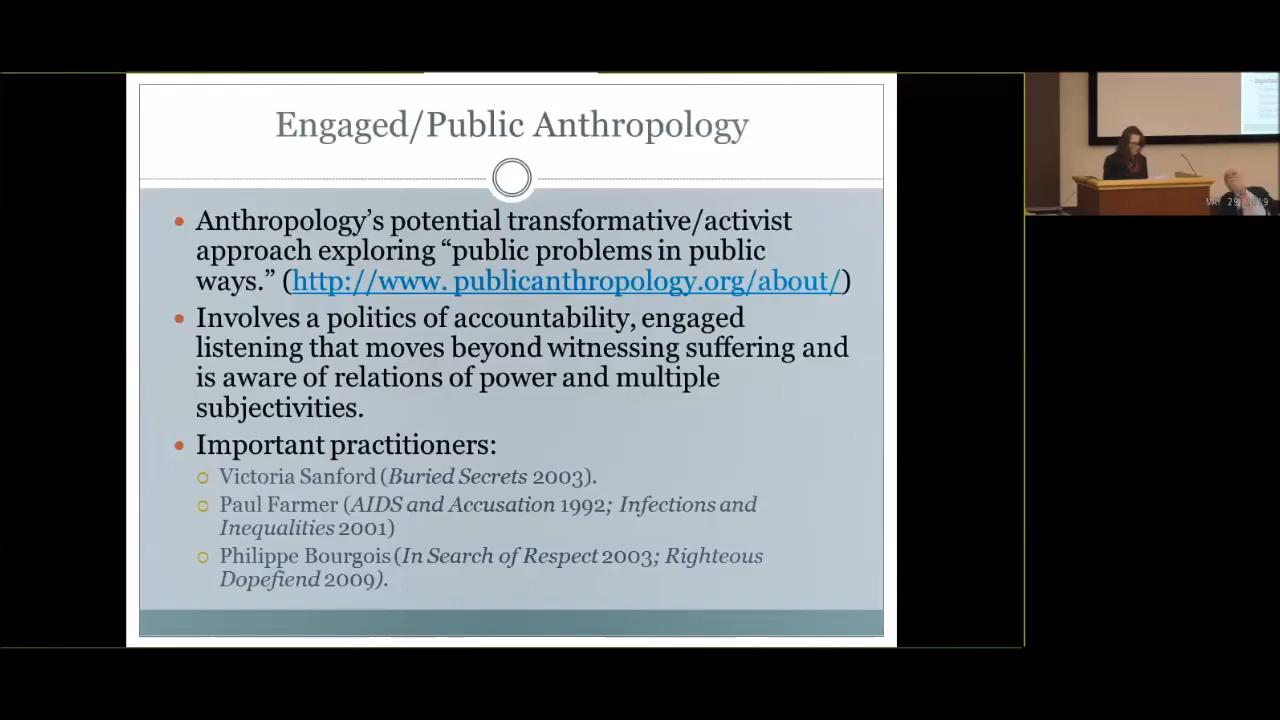 Engaged/Public Anthropology
• Anthropology's potential transformative/activist
approach exploring “public problems in public
ways.” (http://www. publicanthropology.org/about/)
• Involves a politics of accountability, engaged
listening that moves beyond witnessing suffering and
is aware of relations of power and multiple
subjectivities.
• Important practitioners:
○ Victoria Sanford (Buried Secrets 2003).
○ Paul Farmer (AIDS and Accusation 1992; Infections and
Inequalities 2001)
○ Philippe Bourgois (In Search of Respect 2003; Righteous
Dopefiend 2009).
29 2019